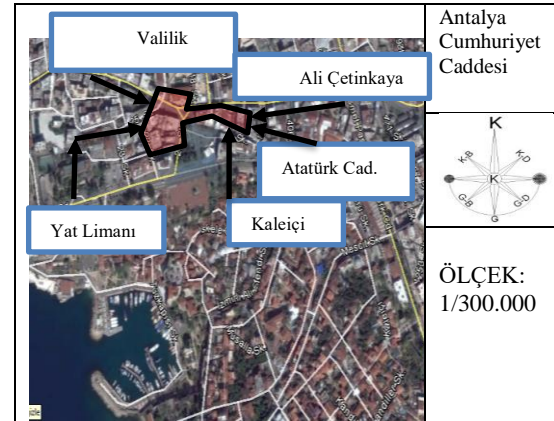 Valilik
Ali Çetinkaya
Atatürk Cad.
Yat Limanı
Kaleiçi
Antalya
Cumhuriyet
Caddesi
K
K-B
K-D
K
G-B
G-D
G
ÖLÇEK:
1/300.000